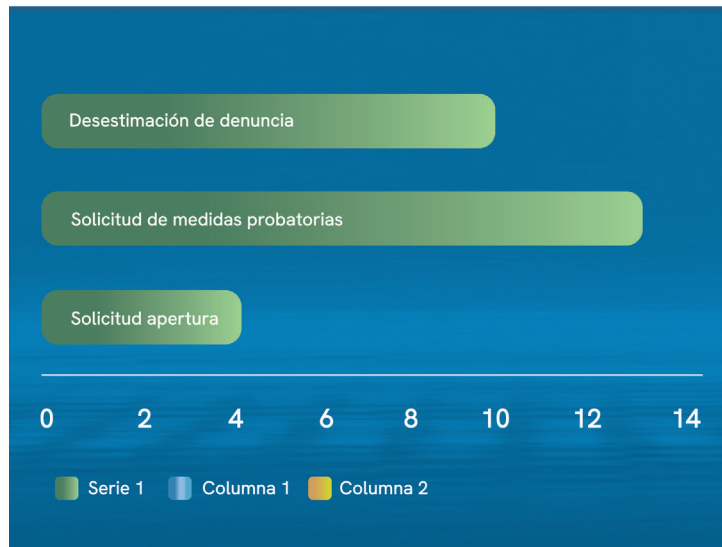 Desestimación de denuncia
Solicitud de medidas probatorias
Solicitud apertura
0 2 4 6 8 10 12 14
Serie 1 Columna 1 Columna 2